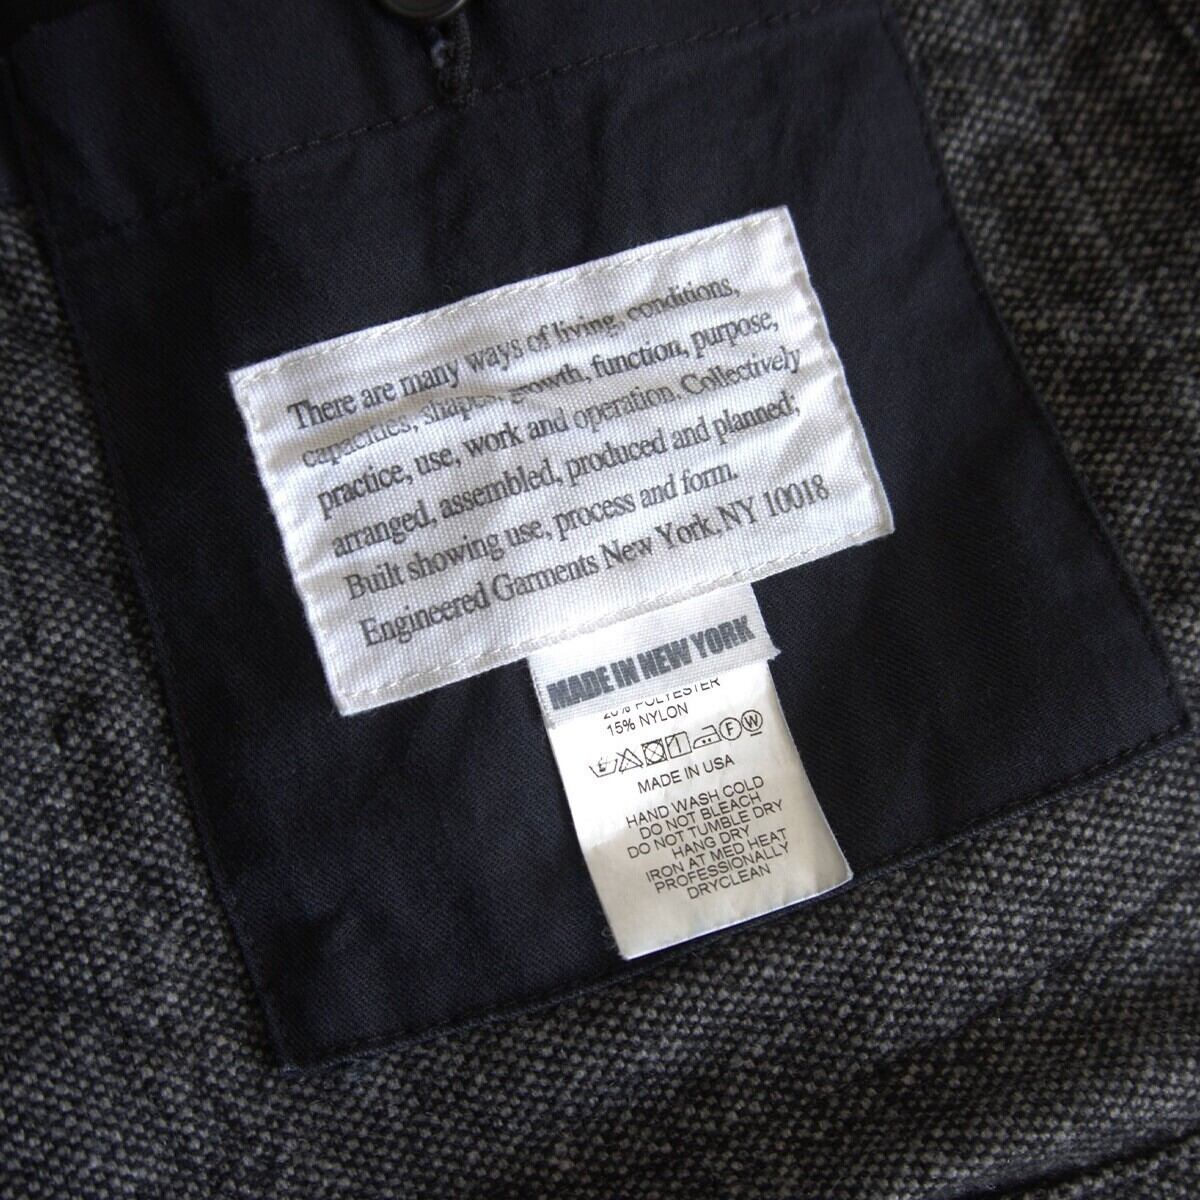 There are many ways of living, conditions,
capacities, shapes, growth, function, purpose,
practice, use, work and operation. Collectively
arranged, assembled, produced and planned;
Built showing use, process and form.
Engineered Garments New York, NY 10018
MADE IN NEW YORK
20% POLYESTER
15% NYLON
F W
MADE IN USA
HAND WASH COLD
DO NOT BLEACH
DO NOT TUMBLE DRY
HANG DRY
IRON AT MED HEAT
PROFESSIONALLY
DRYCLEAN